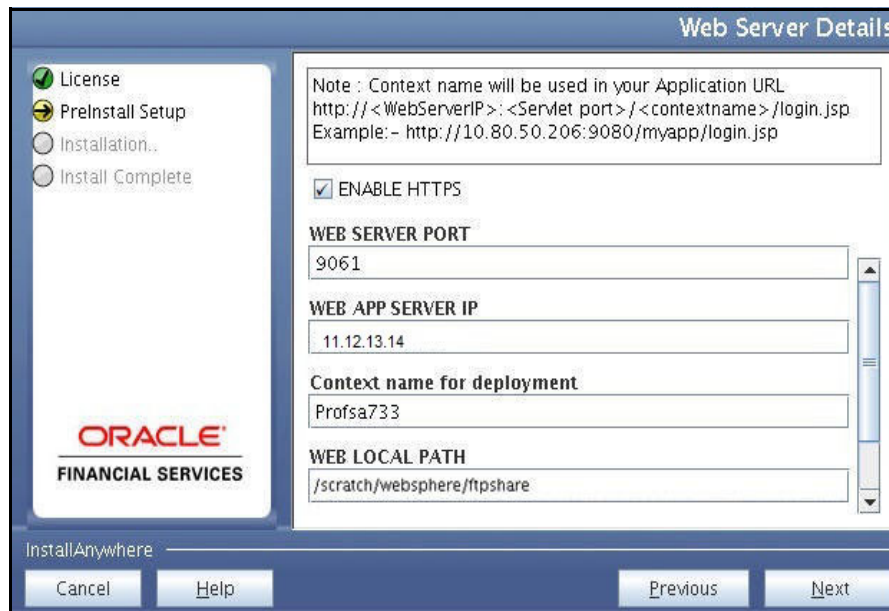 Web Server Details
License
PreInstall Setup
Installation..
Install Complete
ORACLE
FINANCIAL SERVICES
Note : Context name will be used in your Application URL
http://<WebServerIP>:<Servlet port>/<contextname>/login.jsp
Example:- http://10.80.50.206:9080/myapp/login.jsp
ENABLE HTTPS
WEB SERVER PORT
9061
WEB APP SERVER IP
11.12.13.14
Context name for deployment
Profsa733
WEB LOCAL PATH
/scratch/websphere/ftpshare
InstallAnywhere
Cancel
Help
Previous
Next